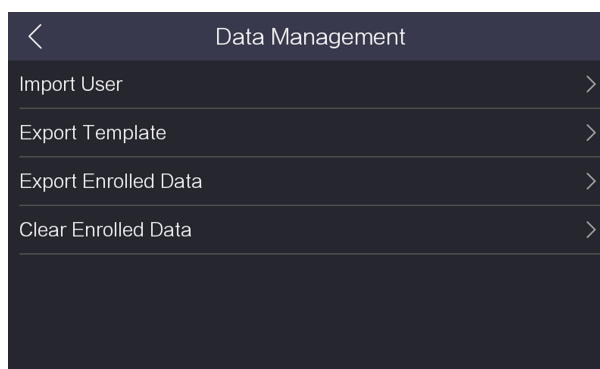 Data Management
Import User
Export Template
Export Enrolled Data
Clear Enrolled Data